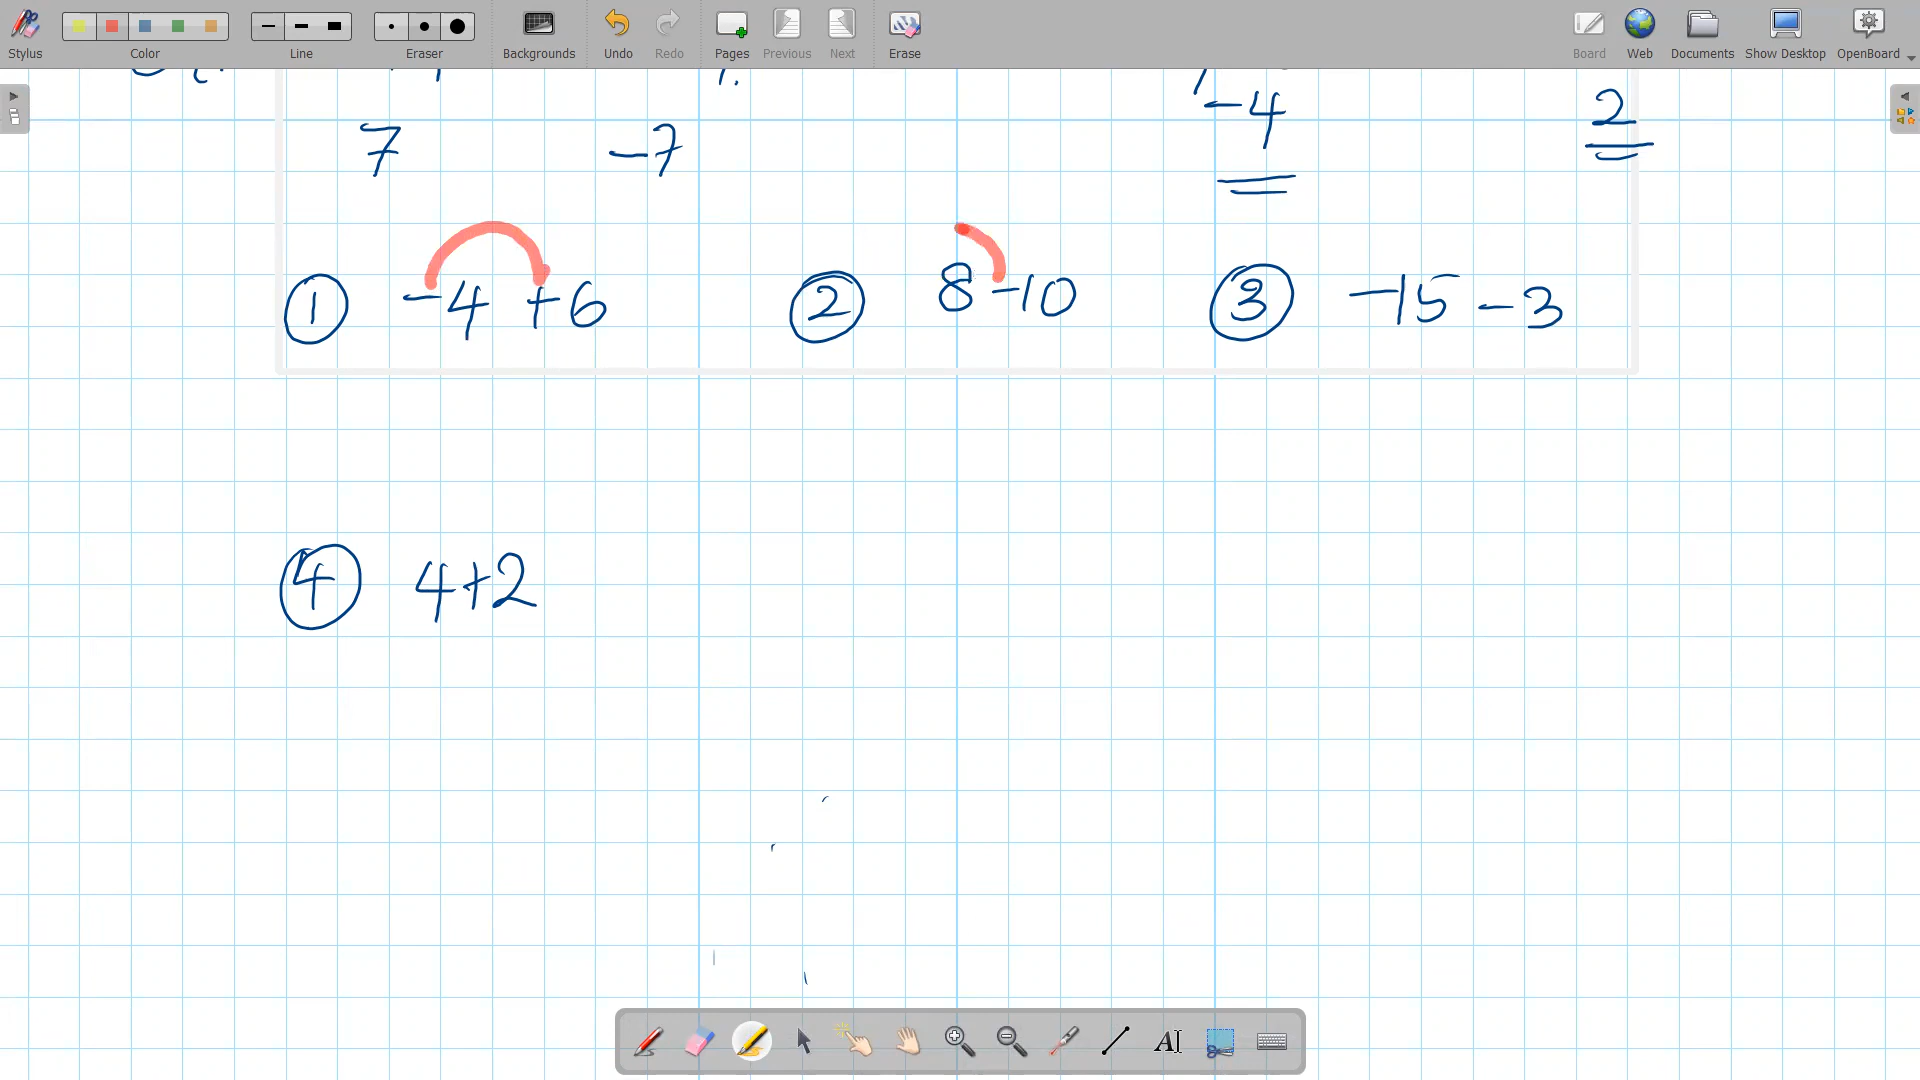 Stylus Color Line Eraser Backgrounds Undo Redo Pages Previous Next Erase Board Web Documents Show Desktop OpenBoard
-4 2
7 -7
① -4 +6 ② 8-10 ③ -15-3
④ 4+2